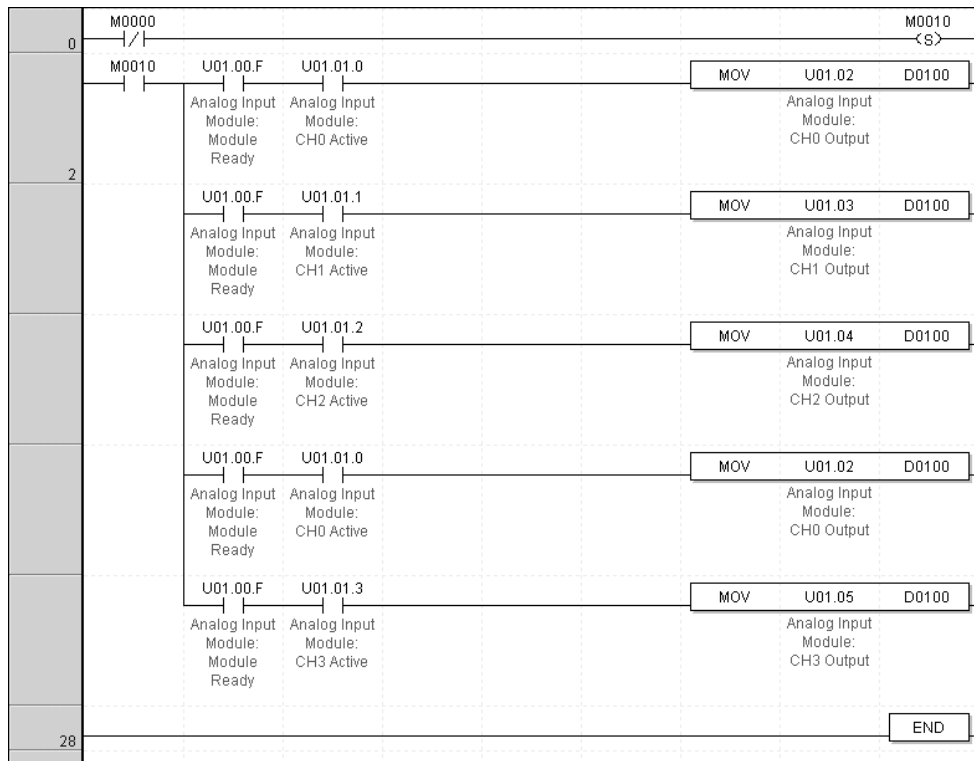 M0000 M0010
0 (S)
M0010 U01.00.F U01.01.0
MOV U01.02 D0100
Analog Input Analog Input Analog Input
Module: Module: Module:
Module CH0 Active CH0 Output
Ready
2
U01.00.F U01.01.1
MOV U01.03 D0100
Analog Input Analog Input Analog Input
Module: Module: Module:
Module CH1 Active CH1 Output
Ready
U01.00.F U01.01.2
MOV U01.04 D0100
Analog Input Analog Input Analog Input
Module: Module: Module:
Module CH2 Active CH2 Output
Ready
U01.00.F U01.01.0
MOV U01.02 D0100
Analog Input Analog Input Analog Input
Module: Module: Module:
Module CH0 Active CH0 Output
Ready
U01.00.F U01.01.3
MOV U01.05 D0100
Analog Input Analog Input Analog Input
Module: Module: Module:
Module CH3 Active CH3 Output
Ready
END
28